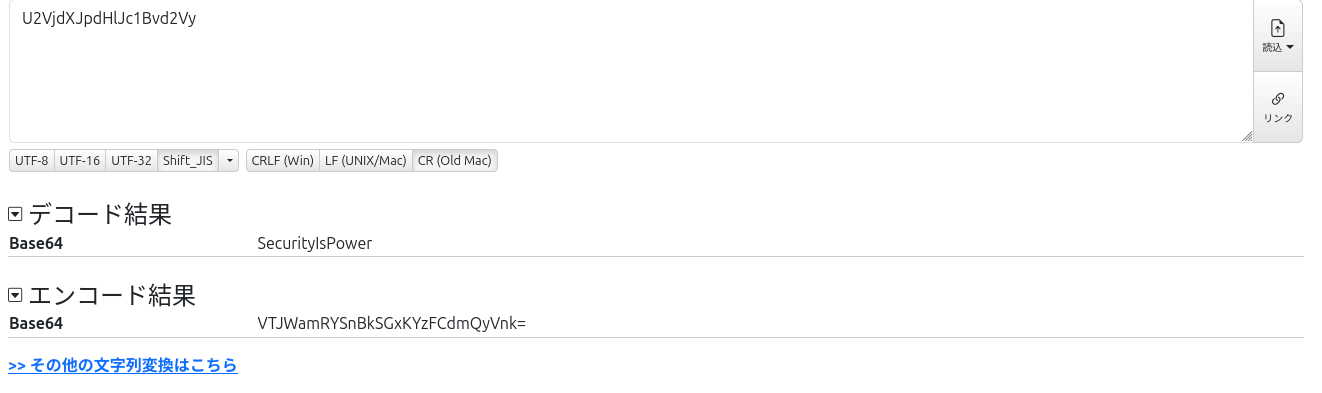 U2VjdXJpdHlJc1Bvd2Vy
読込
リンク
UTF-8 UTF-16 UTF-32 Shift_JIS CRLF (Win) LF (UNIX/Mac) CR (Old Mac)
デコード結果
Base64 SecurityIsPower
エンコード結果
Base64 VTJWamRYSnBkSGxKYzFCdmQyVnk=
>> その他の文字列変換はこちら